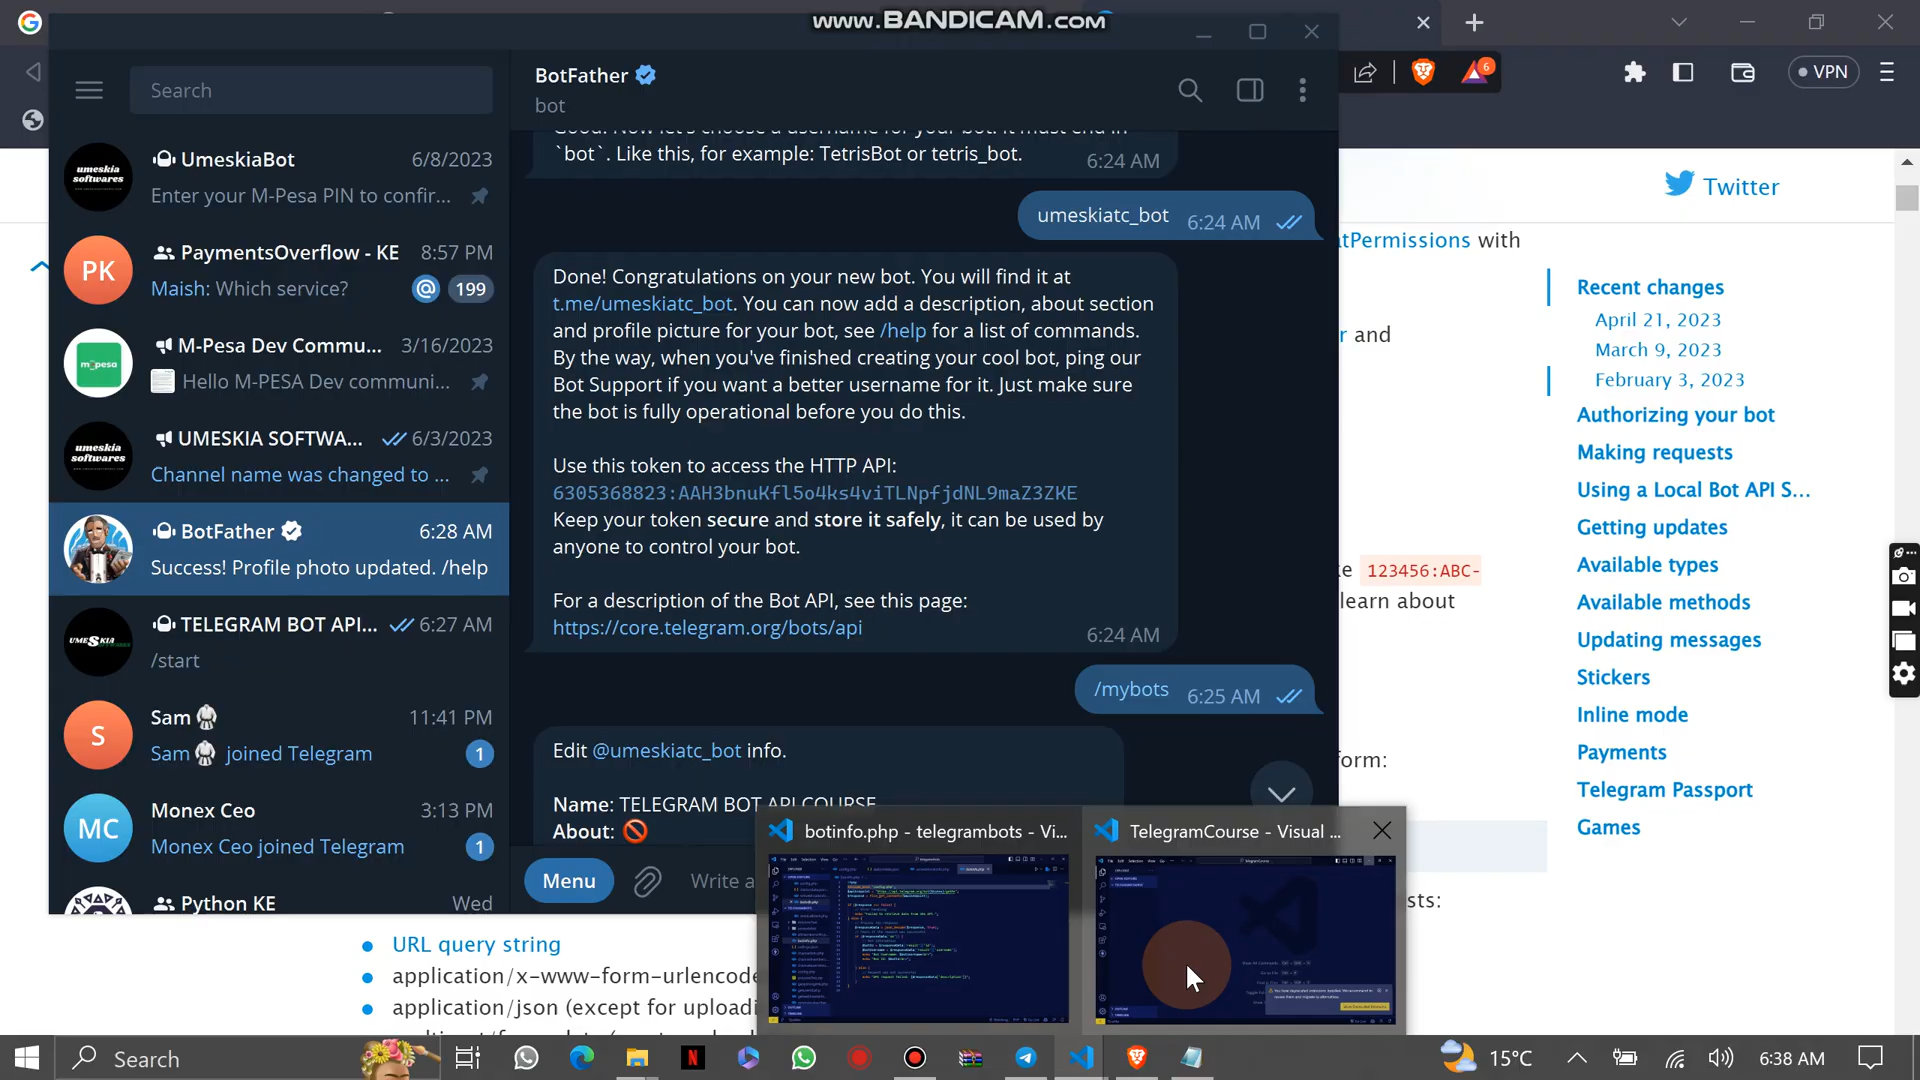 www.BANDICAM.com
Search
BotFather
bot
VPN
6
UmeskiaBot 6/8/2023
Enter your M-Pesa PIN to confir...
umeskia
softwares
PaymentsOverflow - KE 8:57 PM
PK
Maish: Which service? @ 199
M-Pesa Dev Commu... 3/16/2023
Hello M-PESA Dev communi...
UMESKIA SOFTWA... 6/3/2023
umeskia
softwares
Channel name was changed to ...
BotFather 6:28 AM
Success! Profile photo updated. /help
TELEGRAM BOT API... 6:27 AM
/start
Sam 11:41 PM
S
Sam joined Telegram 1
Monex Ceo 3:13 PM
MC
Monex Ceo joined Telegram 1
Python KE Wed
`bot`. Like this, for example: TetrisBot or tetris_bot. 6:24 AM
umeskiatc_bot 6:24 AM
Done! Congratulations on your new bot. You will find it at
t.me/umeskiatc_bot. You can now add a description, about section
and profile picture for your bot, see /help for a list of commands.
By the way, when you've finished creating your cool bot, ping our
Bot Support if you want a better username for it. Just make sure
the bot is fully operational before you do this.
Use this token to access the HTTP API:
6305368823:AAH3bnuKfl5o4ks4viTLNpfjdNL9maZ3ZKE
Keep your token secure and store it safely, it can be used by
anyone to control your bot.
For a description of the Bot API, see this page:
https://core.telegram.org/bots/api 6:24 AM
/mybots 6:25 AM
Edit @umeskiatc_bot info.
Name: TELEGRAM BOT API COURSE
About:
Menu Write a
botinfo.php - telegrambots - Vi...
TelegramCourse - Visual ...
Twitter
tPermissions with
r and
123456:ABC-
learn about
orm:
sts:
Recent changes
April 21, 2023
March 9, 2023
February 3, 2023
Authorizing your bot
Making requests
Using a Local Bot API S...
Getting updates
Available types
Available methods
Updating messages
Stickers
Inline mode
Payments
Telegram Passport
Games
URL query string
application/x-www-form-urlencode
application/json (except for uploadi
Search
15°C
6:38 AM